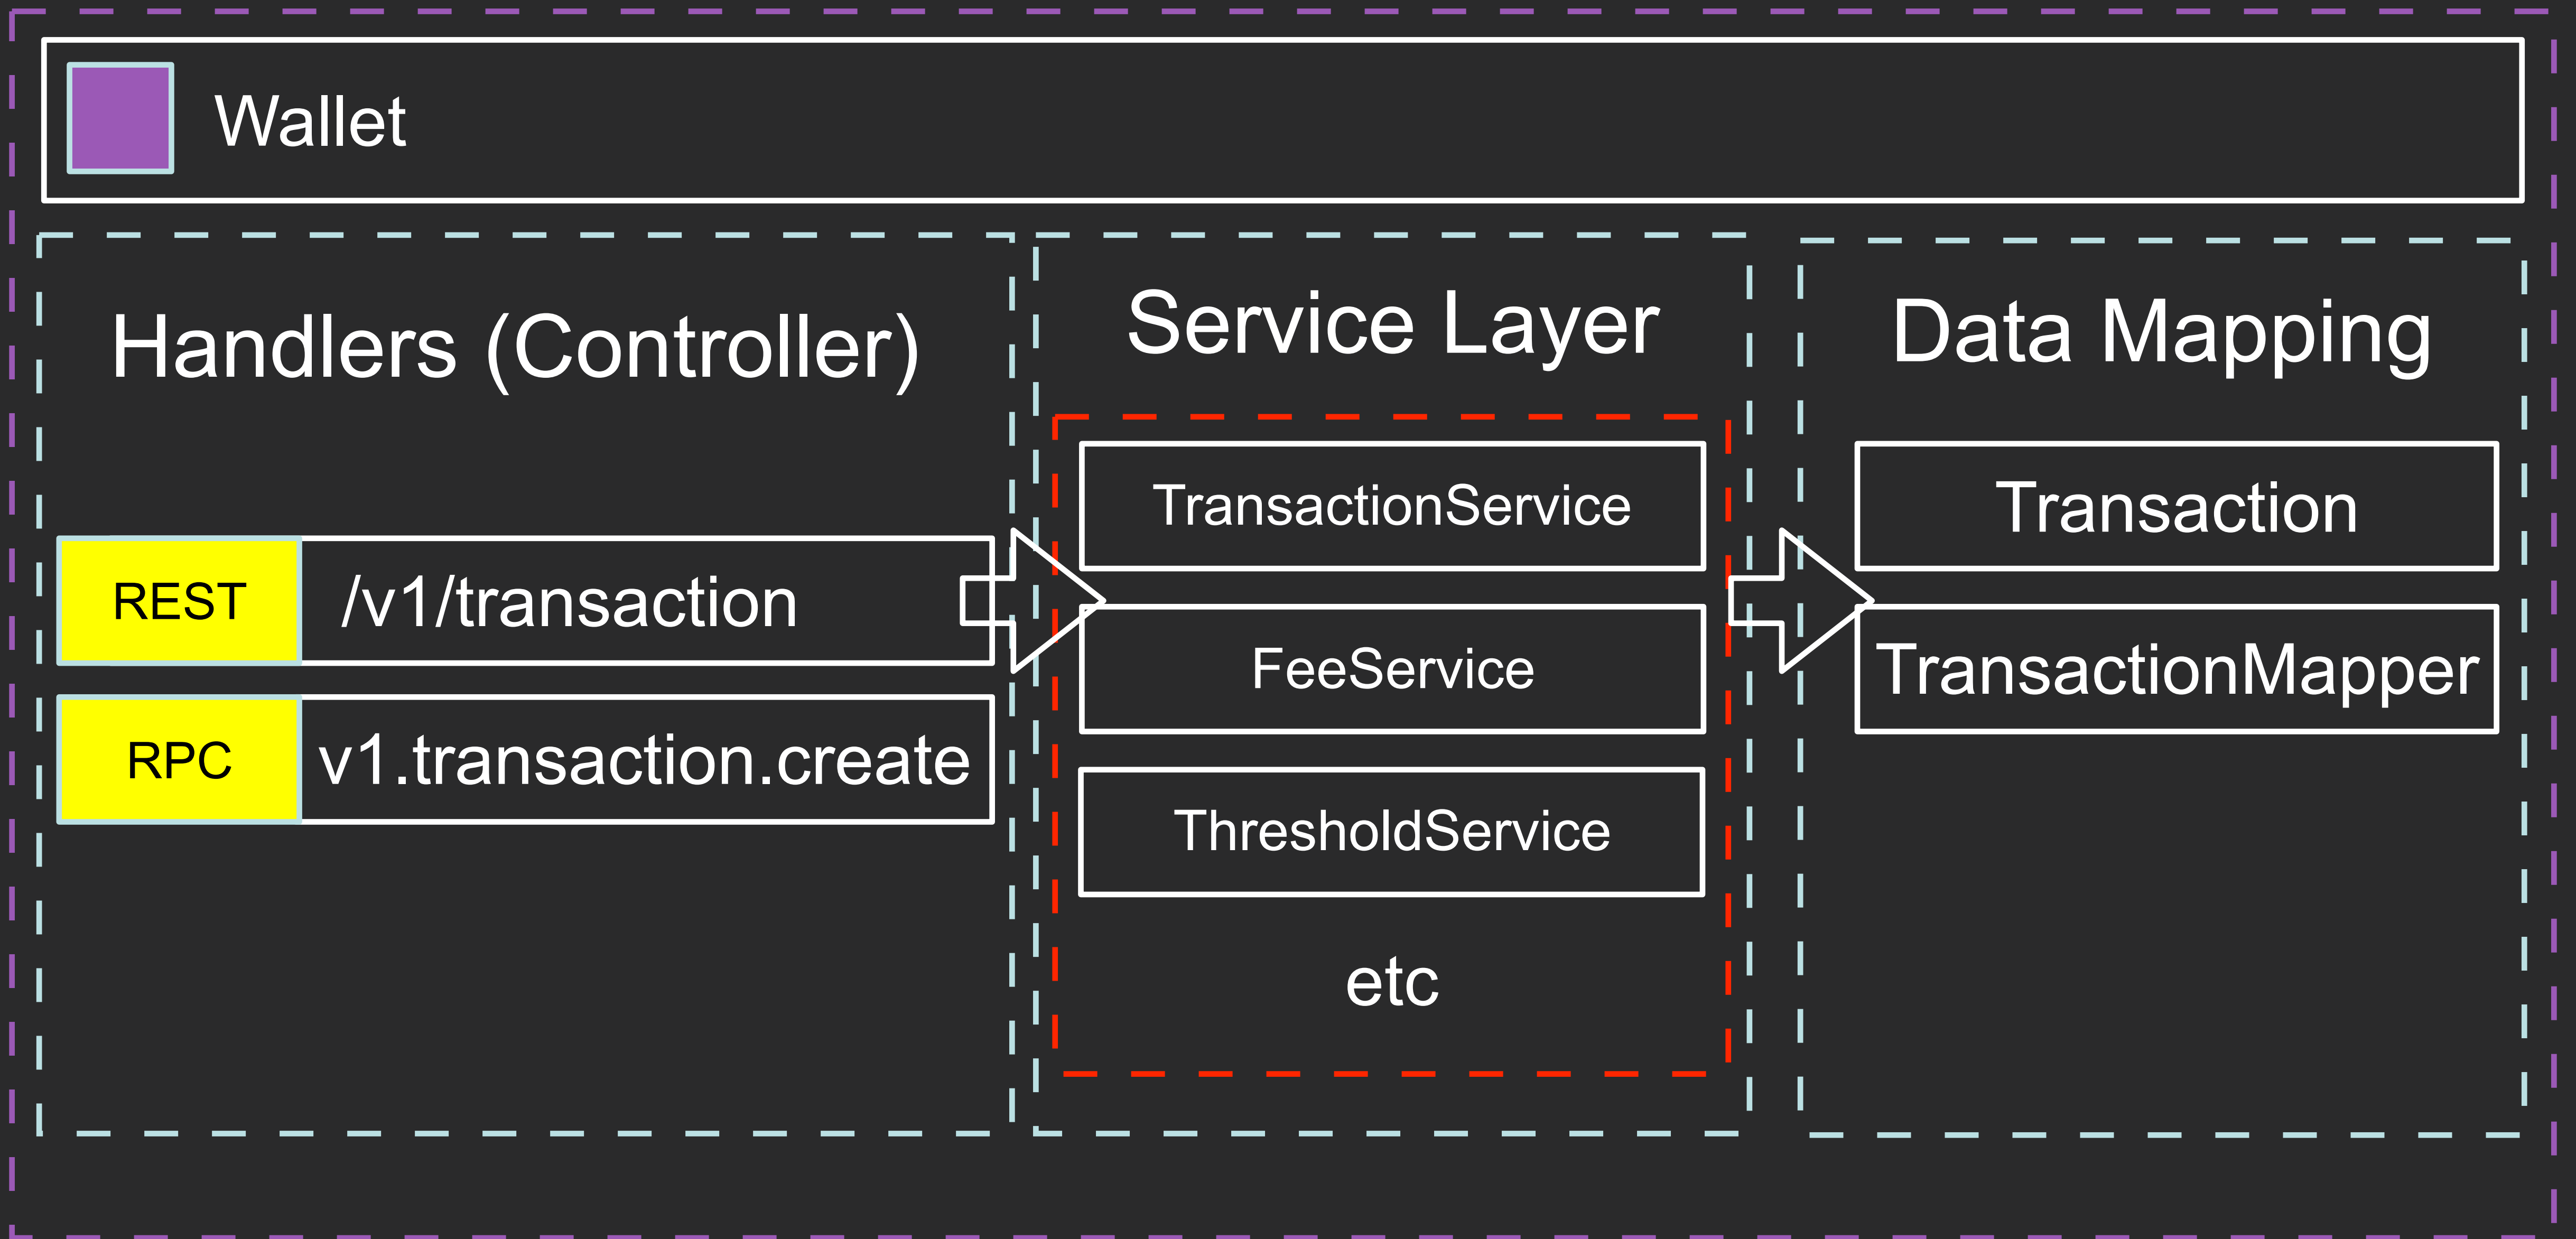 Wallet
Handlers (Controller)
REST
/v1/transaction
RPC
v1.transaction.create
Service Layer
TransactionService
FeeService
ThresholdService
etc
Data Mapping
Transaction
TransactionMapper